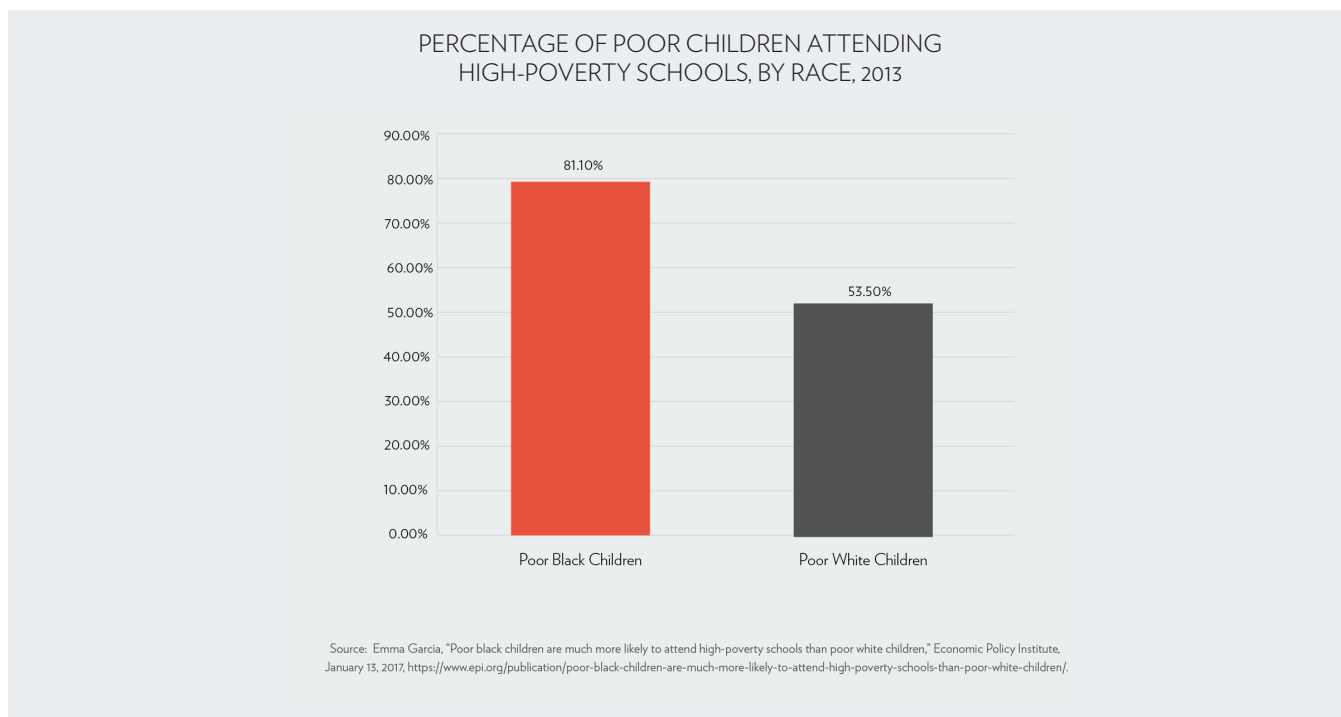 PERCENTAGE OF POOR CHILDREN ATTENDING
HIGH-POVERTY SCHOOLS, BY RACE, 2013
90.00%
81.10%
80.00%
70.00%
60.00%
53.50%
50.00%
40.00%
30.00%
20.00%
10.00%
0.00%
Poor Black Children
Poor White Children
Source: Emma Garcia, “Poor black children are much more likely to attend high-poverty schools than poor white children,” Economic Policy Institute,
January 13, 2017, https://www.epi.org/publication/poor-black-children-are-much-more-likely-to-attend-high-poverty-schools-than-poor-white-children/.